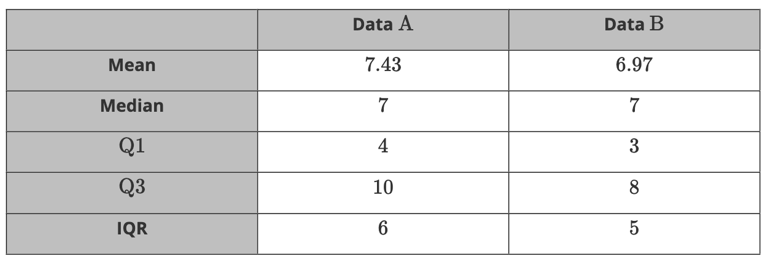 Data A Data B
Mean 7.43 6.97
Median 7 7
Q1 4 3
Q3 10 8
IQR 6 5